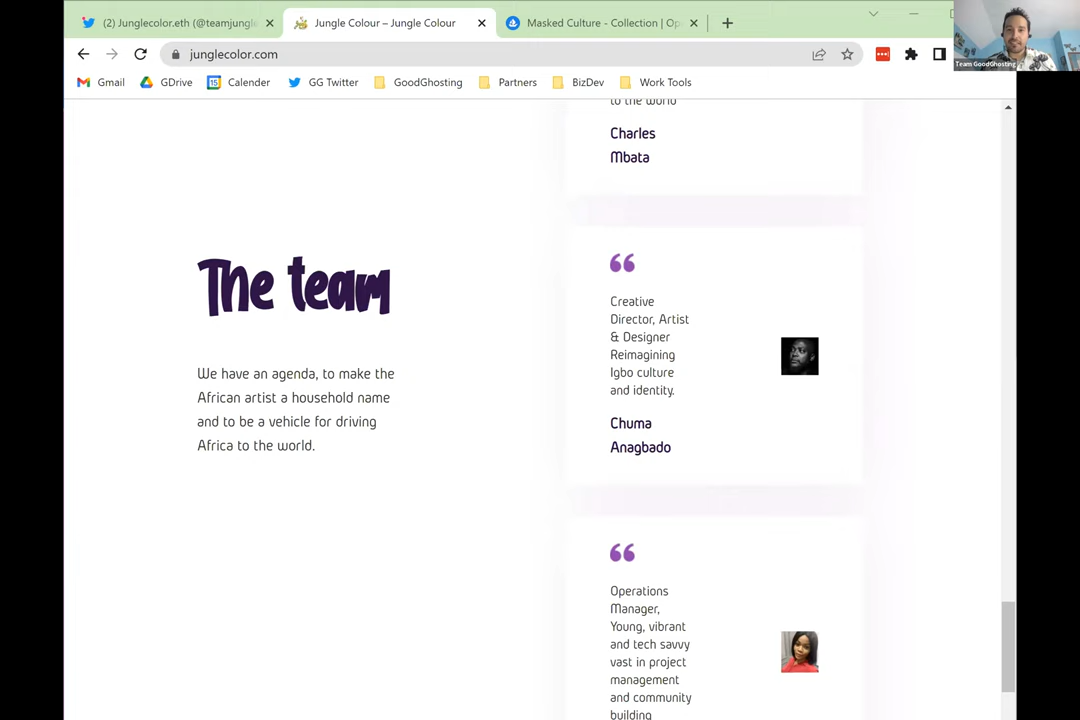 (2) Junglecolor.eth (@teamjungle
Jungle Colour – Jungle Colour
Masked Culture - Collection | Op
junglecolor.com
Team GoodGhosting
Gmail
GDrive
15
Calender
GG Twitter
GoodGhosting
Partners
BizDev
Work Tools
to the world
Charles
Mbata
The team
We have an agenda, to make the
African artist a household name
and to be a vehicle for driving
Africa to the world.
“
Creative
Director, Artist
& Designer
Reimagining
Igbo culture
and identity.
Chuma
Anagbado
“
Operations
Manager,
Young, vibrant
and tech savvy
vast in project
management
and community
building